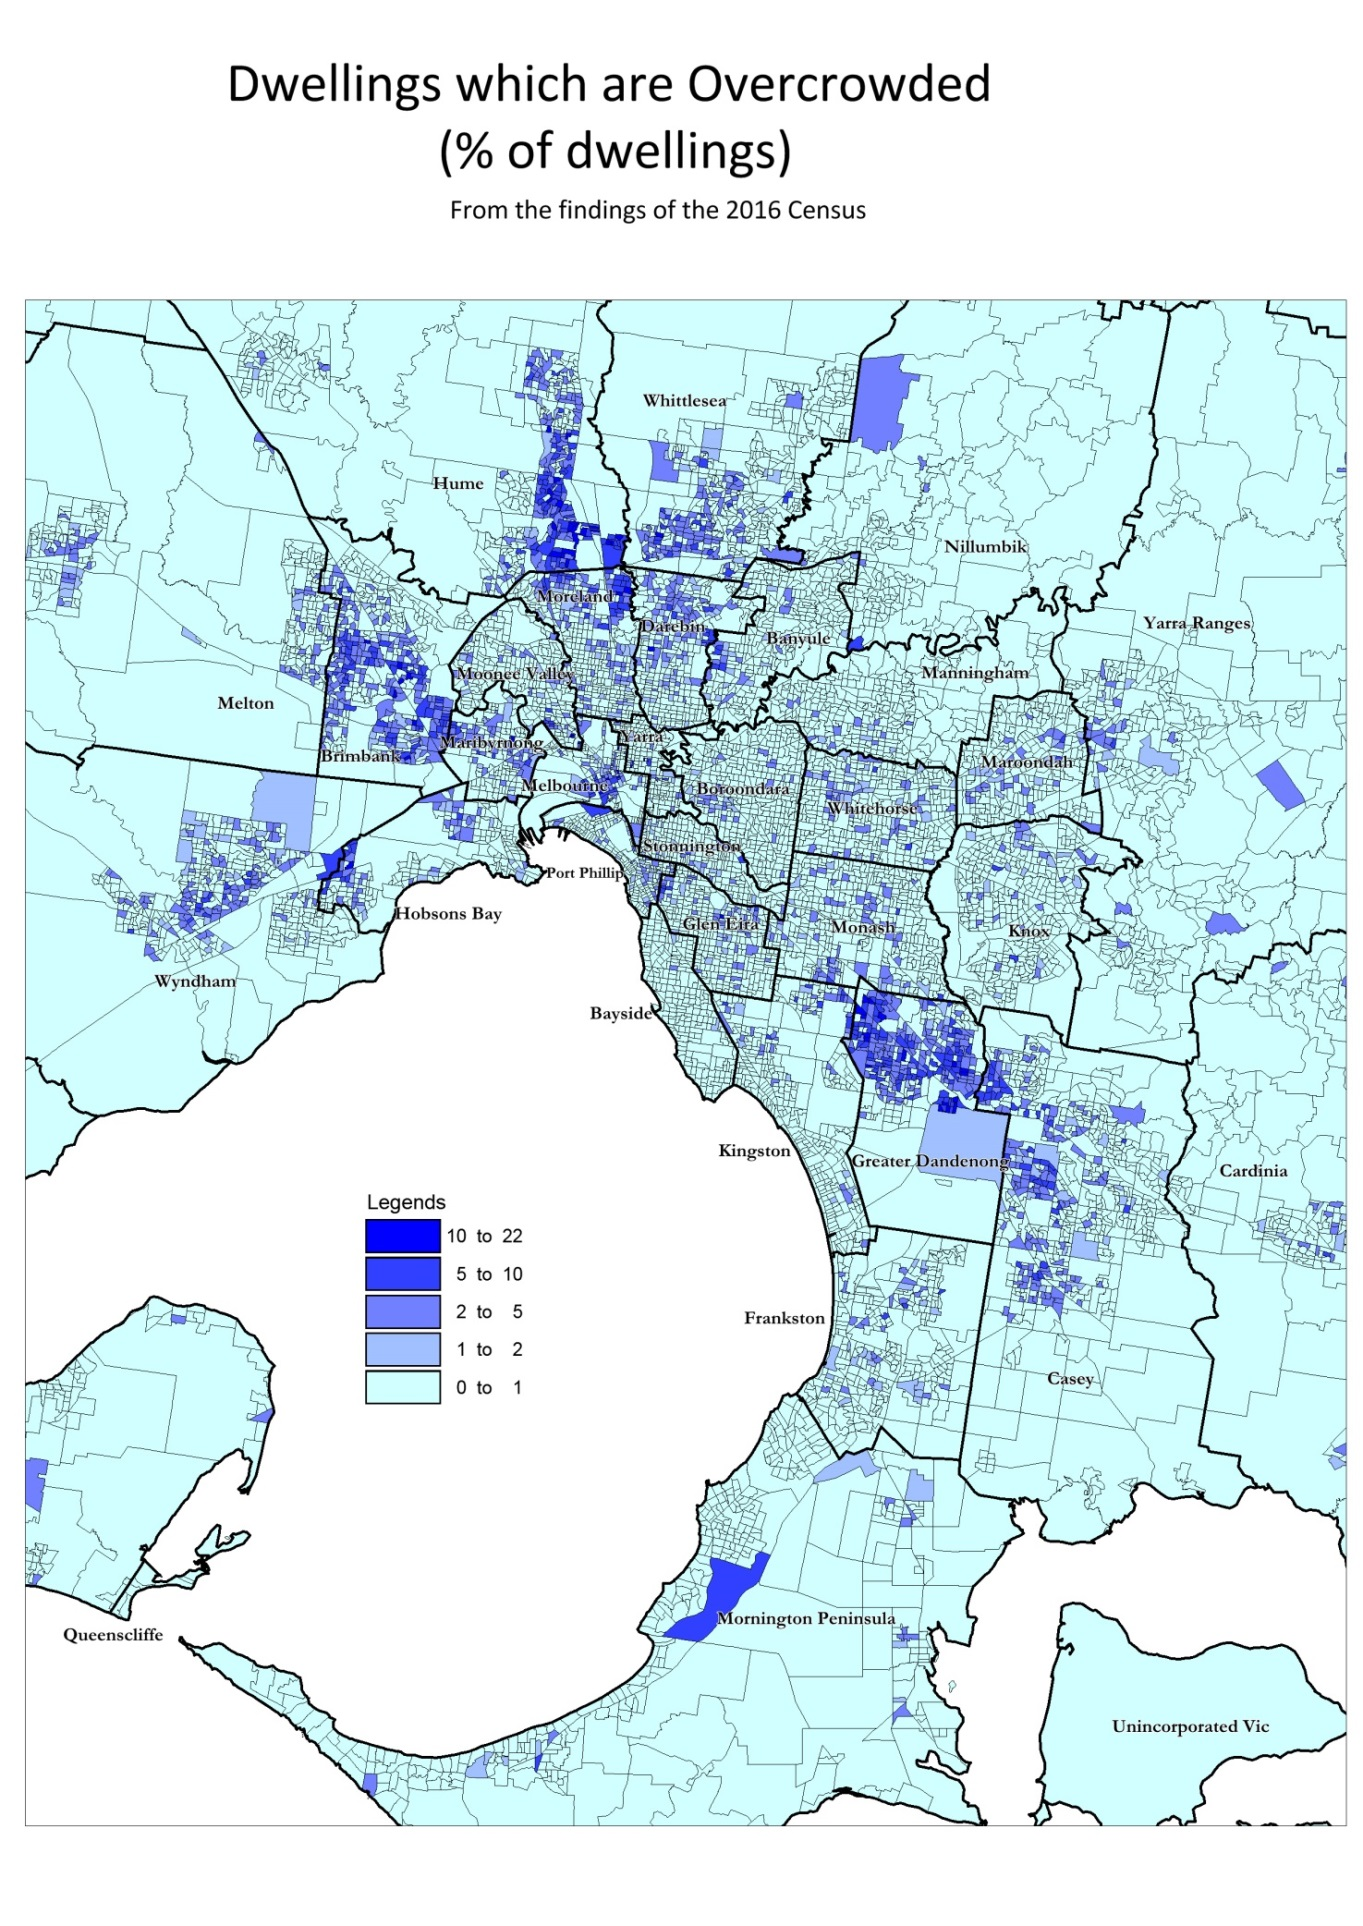 Dwellings which are Overcrowded
(% of dwellings)
From the findings of the 2016 Census
Whittlesea
Hume
Nillumbik
Moreland
Darebin
Yarra Ranges
Banyule
Moonee Valley
Manningham
Melton
Yarra
Maribyrnong
Brimbank
Maroondah
Melbourne
Boroondara
Whitehorse
Stonnington
Port Phillip
Hobsons Bay
Glen Eira
Monash
Knox
Wyndham
Bayside
Kingston
Greater Dandenong
Cardinia
Legends
10 to 22
5 to 10
2 to 5
1 to 2
0 to 1
Frankston
Casey
Mornington Peninsula
Queenscliffe
Unincorporated Vic